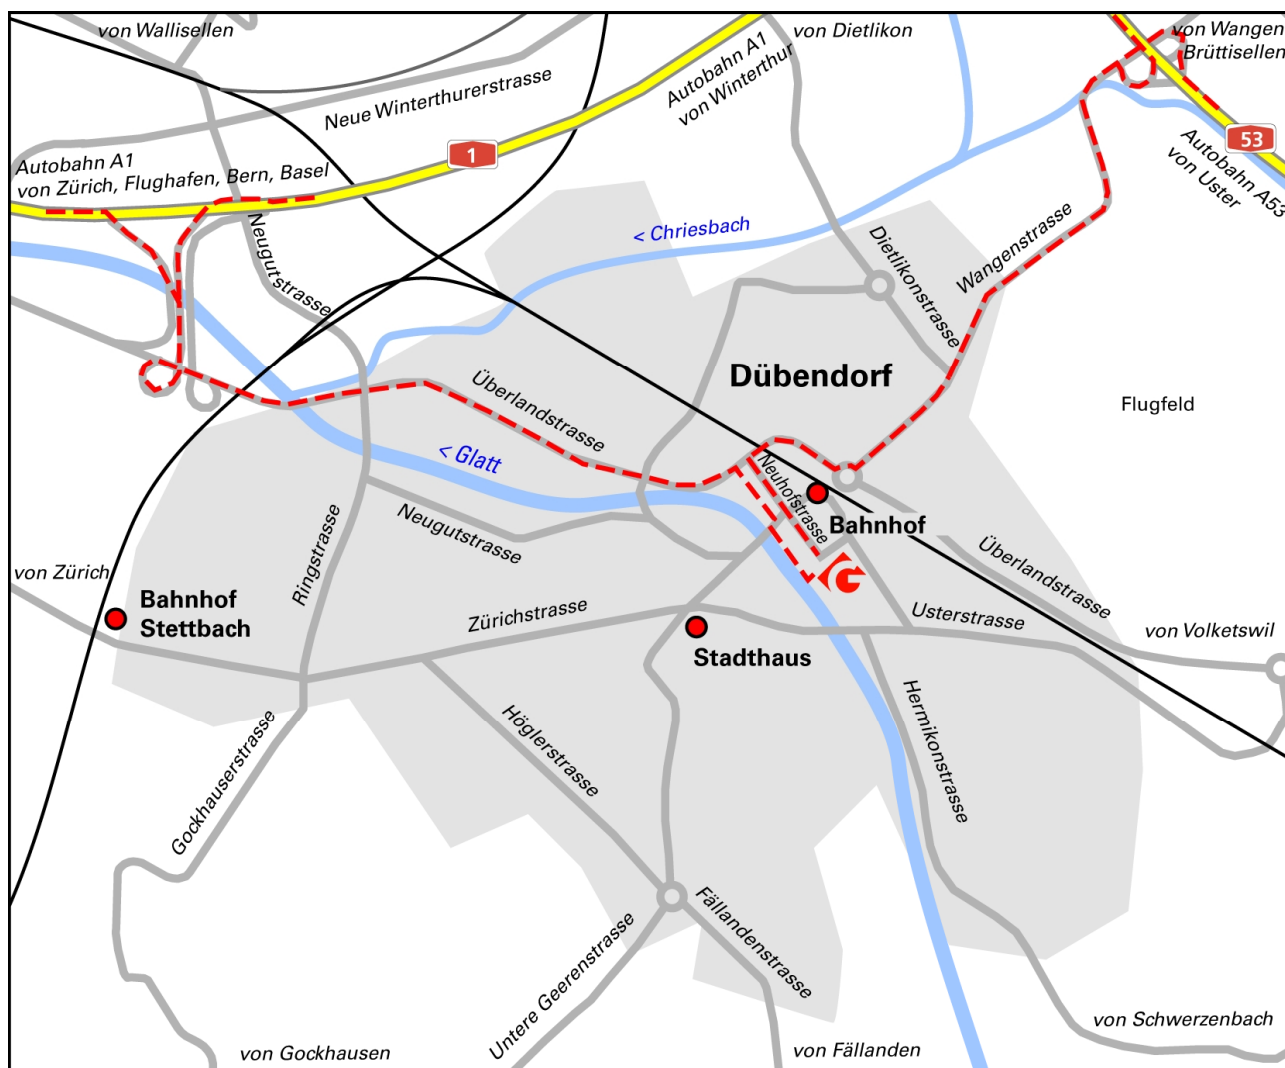 von Wallisellen
von Dietlikon
von Wangen
Brüttisellen
Autobahn A1
von Winterthur
Neue Winterthurerstrasse
1
53
Autobahn A1
von Zürich, Flughafen, Bern, Basel
Autobahn A53
von Uster
Neugutstrasse
< Chriesbach
Dietlikonstrasse
Wangenstrasse
Dübendorf
Überlandstrasse
Flugfeld
< Glatt
Neuhofstrasse
Bahnhof
Neugutstrasse
Ringstrasse
Überlandstrasse
von Zürich
Bahnhof
Stettbach
Zürichstrasse
Usterstrasse
von Volketswil
Stadthaus
Hermikonstrasse
Höglerstrasse
Gockhauserstrasse
Fällandenstrasse
Untere Geerenstrasse
von Schwerzenbach
von Gockhausen
von Fällanden